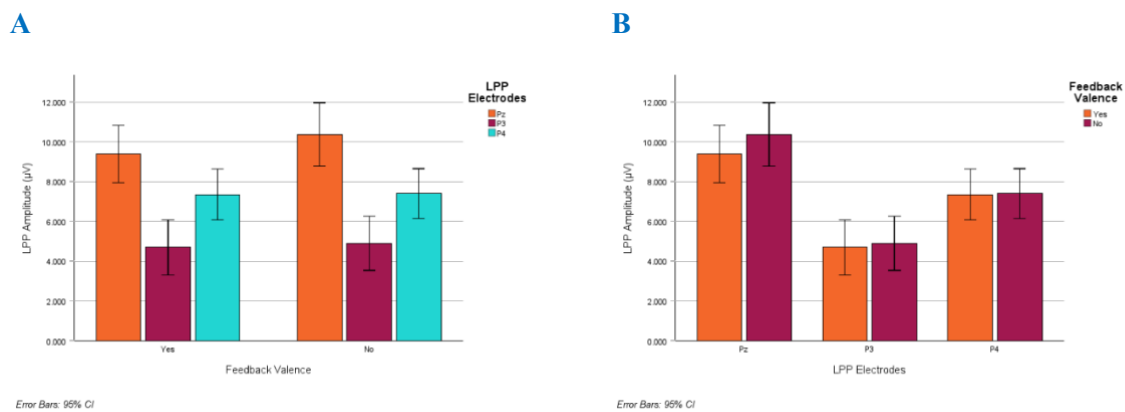 A
LPP
Electrodes
Pz
P3
P4
12.000
10.000
8.000
6.000
4.000
2.000
0.000
LPP Amplitude (µV)
Yes
No
Feedback Valence
Error Bars: 95% CI
B
Feedback
Valence
Yes
No
12.000
10.000
8.000
6.000
4.000
2.000
0.000
LPP Amplitude (µV)
Pz
P3
P4
LPP Electrodes
Error Bars: 95% CI